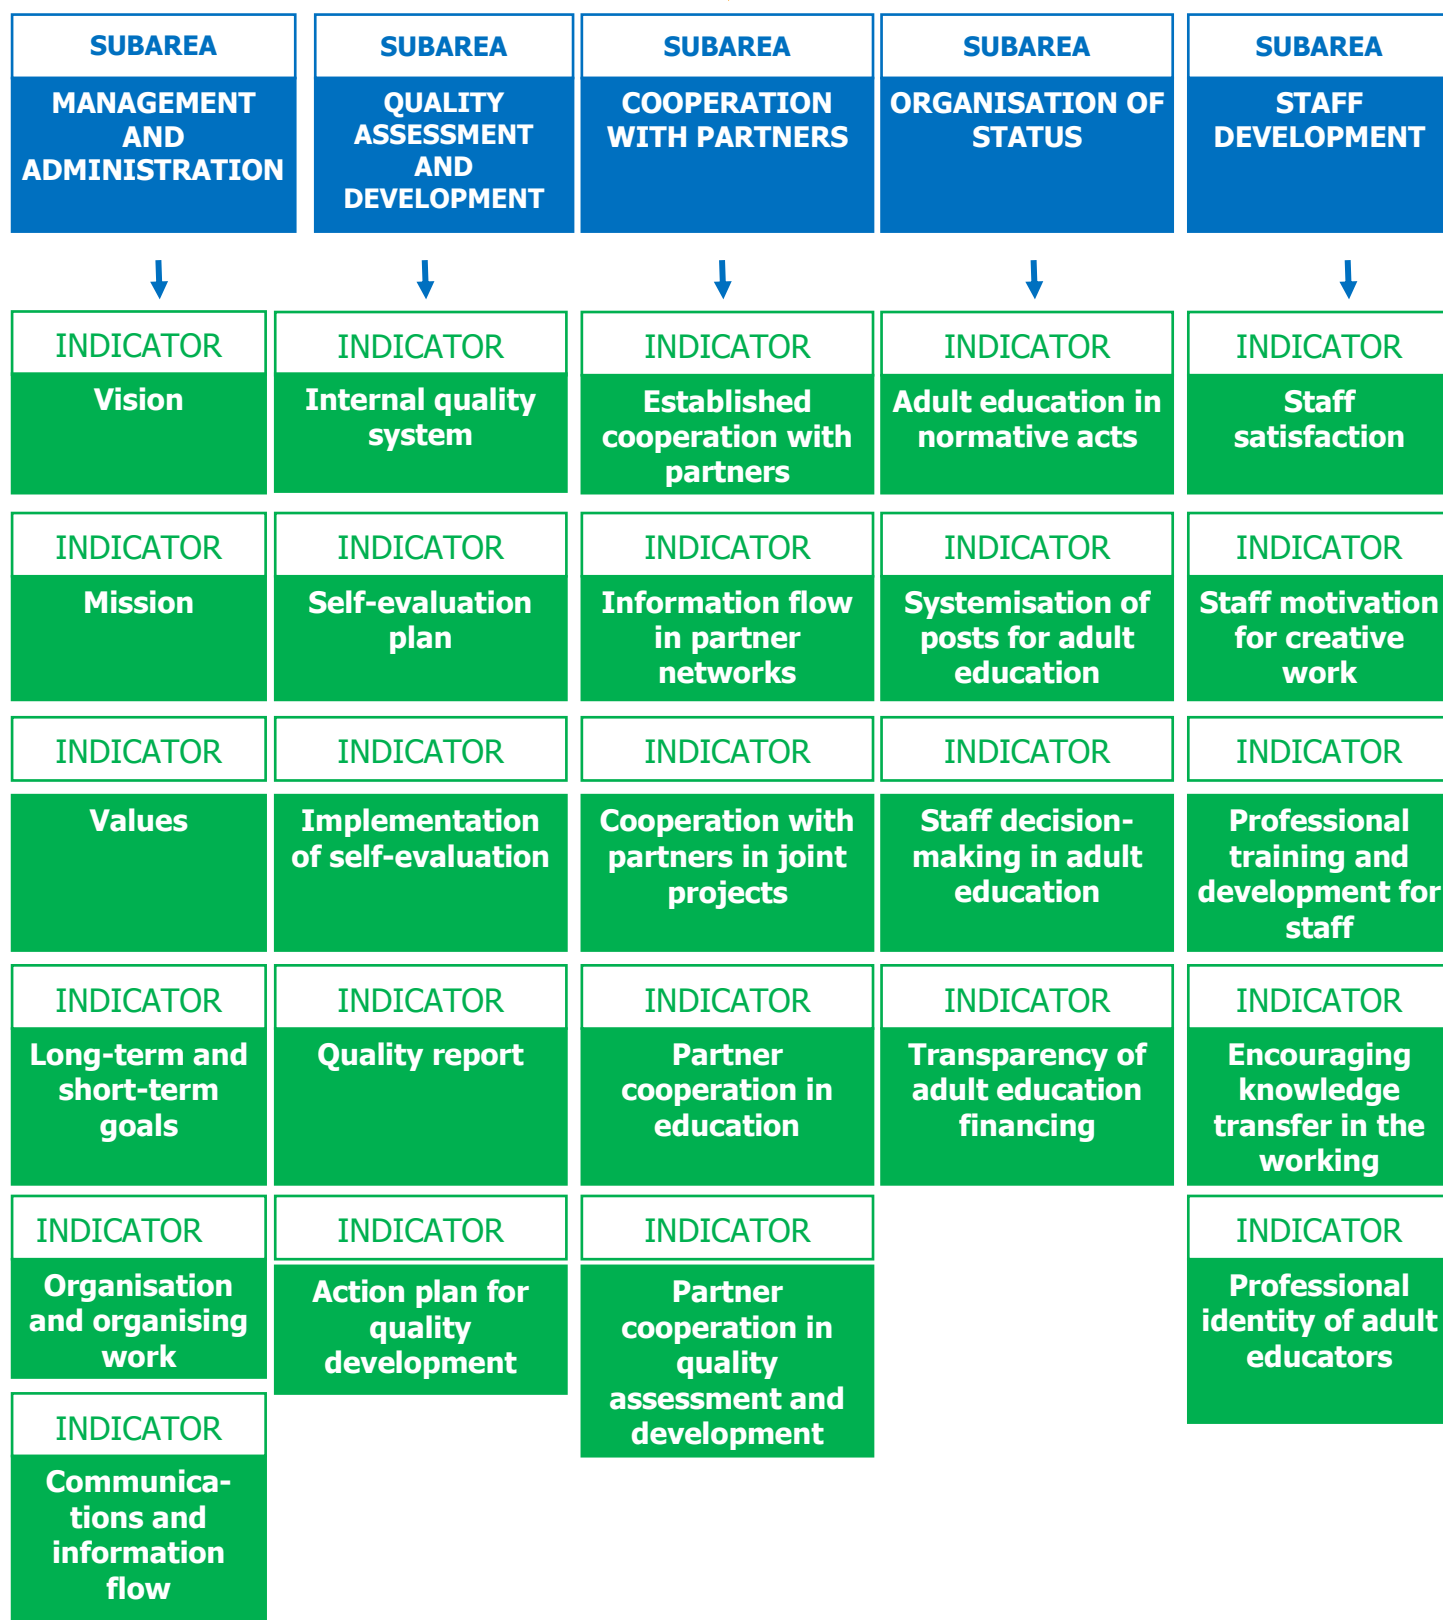 SUBAREA
MANAGEMENT
AND
ADMINISTRATION
SUBAREA
QUALITY
ASSESSMENT
AND
DEVELOPMENT
SUBAREA
COOPERATION
WITH PARTNERS
SUBAREA
ORGANISATION OF
STATUS
SUBAREA
STAFF
DEVELOPMENT
INDICATOR
Vision
INDICATOR
Internal quality
system
INDICATOR
Established
cooperation with
partners
INDICATOR
Adult education in
normative acts
INDICATOR
Staff
satisfaction
INDICATOR
Mission
INDICATOR
Self-evaluation
plan
INDICATOR
Information flow
in partner
networks
INDICATOR
Systemisation of
posts for adult
education
INDICATOR
Staff motivation
for creative
work
INDICATOR
Values
INDICATOR
Implementation
of self-evaluation
INDICATOR
Cooperation with
partners in joint
projects
INDICATOR
Staff decision-
making in adult
education
INDICATOR
Professional
training and
development for
staff
INDICATOR
Long-term and
short-term
goals
INDICATOR
Quality report
INDICATOR
Partner
cooperation in
education
INDICATOR
Transparency of
adult education
financing
INDICATOR
Encouraging
knowledge
transfer in the
working
INDICATOR
Organisation
and organising
work
INDICATOR
Action plan for
quality
development
INDICATOR
Partner
cooperation in
quality
assessment and
development
INDICATOR
Professional
identity of adult
educators
INDICATOR
Communica-
tions and
information
flow